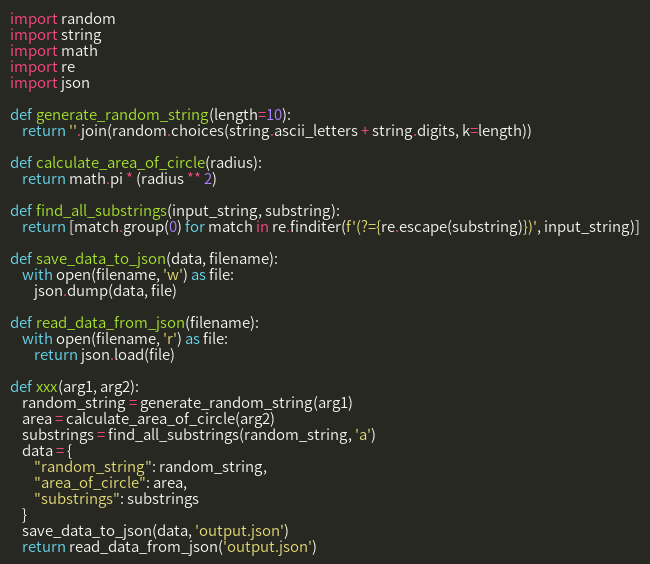 import random
import string
import math
import re
import json

def generate_random_string(length=10):
    return ''.join(random.choices(string.ascii_letters + string.digits, k=length))

def calculate_area_of_circle(radius):
    return math.pi * (radius ** 2)

def find_all_substrings(input_string, substring):
    return [match.group(0) for match in re.finditer(f'(?={re.escape(substring)})', input_string)]

def save_data_to_json(data, filename):
    with open(filename, 'w') as file:
        json.dump(data, file)

def read_data_from_json(filename):
    with open(filename, 'r') as file:
        return json.load(file)

def xxx(arg1, arg2):
    random_string = generate_random_string(arg1)
    area = calculate_area_of_circle(arg2)
    substrings = find_all_substrings(random_string, 'a')
    data = {
        "random_string": random_string,
        "area_of_circle": area,
        "substrings": substrings
    }
    save_data_to_json(data, 'output.json')
    return read_data_from_json('output.json')